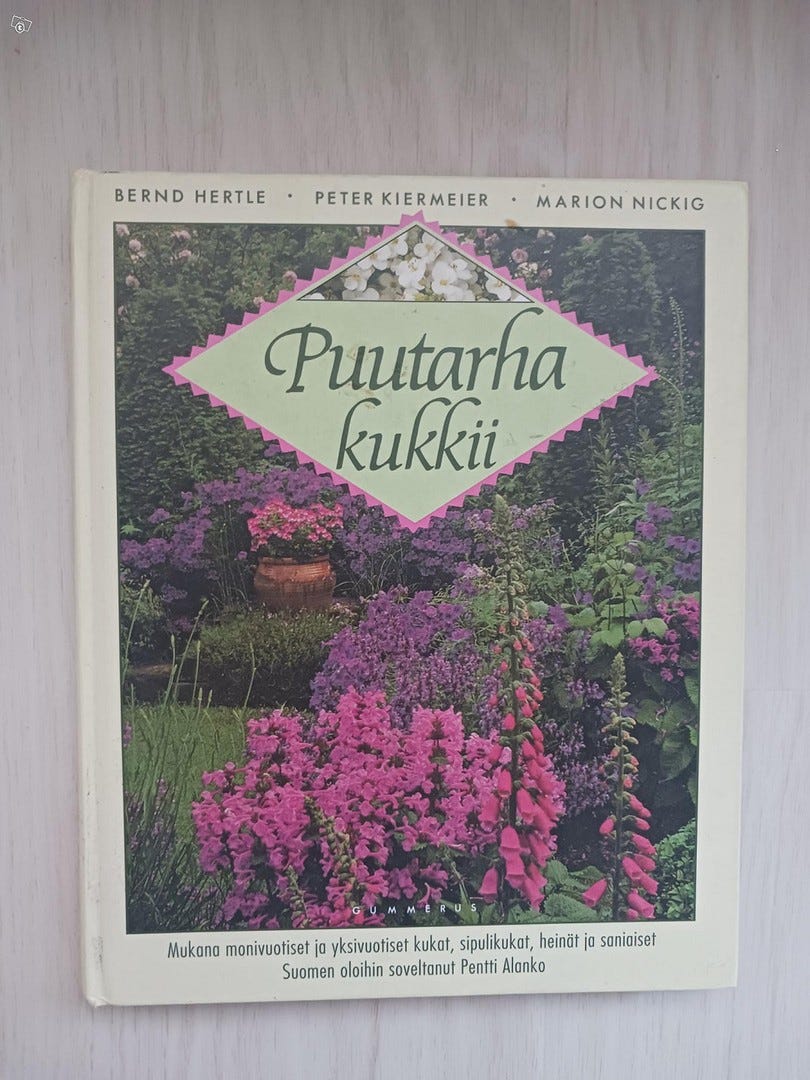 BERND HERTLE • PETER KIERMEIER • MARION NICKIG
Puutarha
kukkii
GUMMERUS
Mukana monivuotiset ja yksivuotiset kukat, sipulikukat, heinät ja saniaiset
Suomen oloihin soveltanut Pentti Alanko